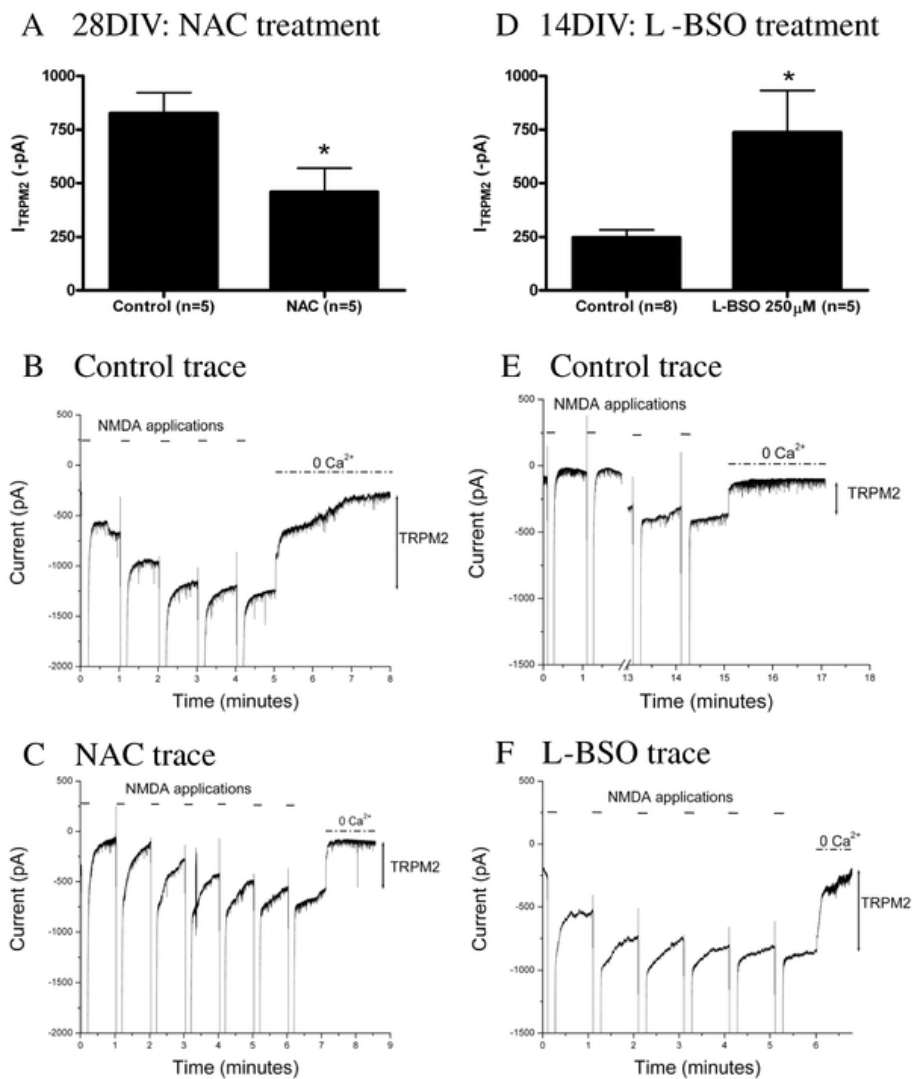 A 28DIV: NAC treatment
1000
750
500
250
0
I_TRPM2 (-pA)
*
Control (n=5)
NAC (n=5)
D 14DIV: L -BSO treatment
1000
750
500
250
0
I_TRPM2 (-pA)
*
Control (n=8)
L-BSO 250μM (n=5)
B Control trace
500
0
-500
-1000
-1500
-2000
Current (pA)
NMDA applications
0 Ca²⁺
TRPM2
0 1 2 3 4 5 6 7 8
Time (minutes)
E Control trace
500
0
-500
-1000
-1500
Current (pA)
NMDA applications
0 Ca²⁺
TRPM2
0 1 13 14 15 16 17 18
Time (minutes)
C NAC trace
500
0
-500
-1000
-1500
-2000
Current (pA)
NMDA applications
0 Ca²⁺
TRPM2
0 1 2 3 4 5 6 7 8 9
Time (minutes)
F L-BSO trace
500
0
-500
-1000
-1500
Current (pA)
NMDA applications
0 Ca²⁺
TRPM2
0 1 2 3 4 5 6
Time (minutes)